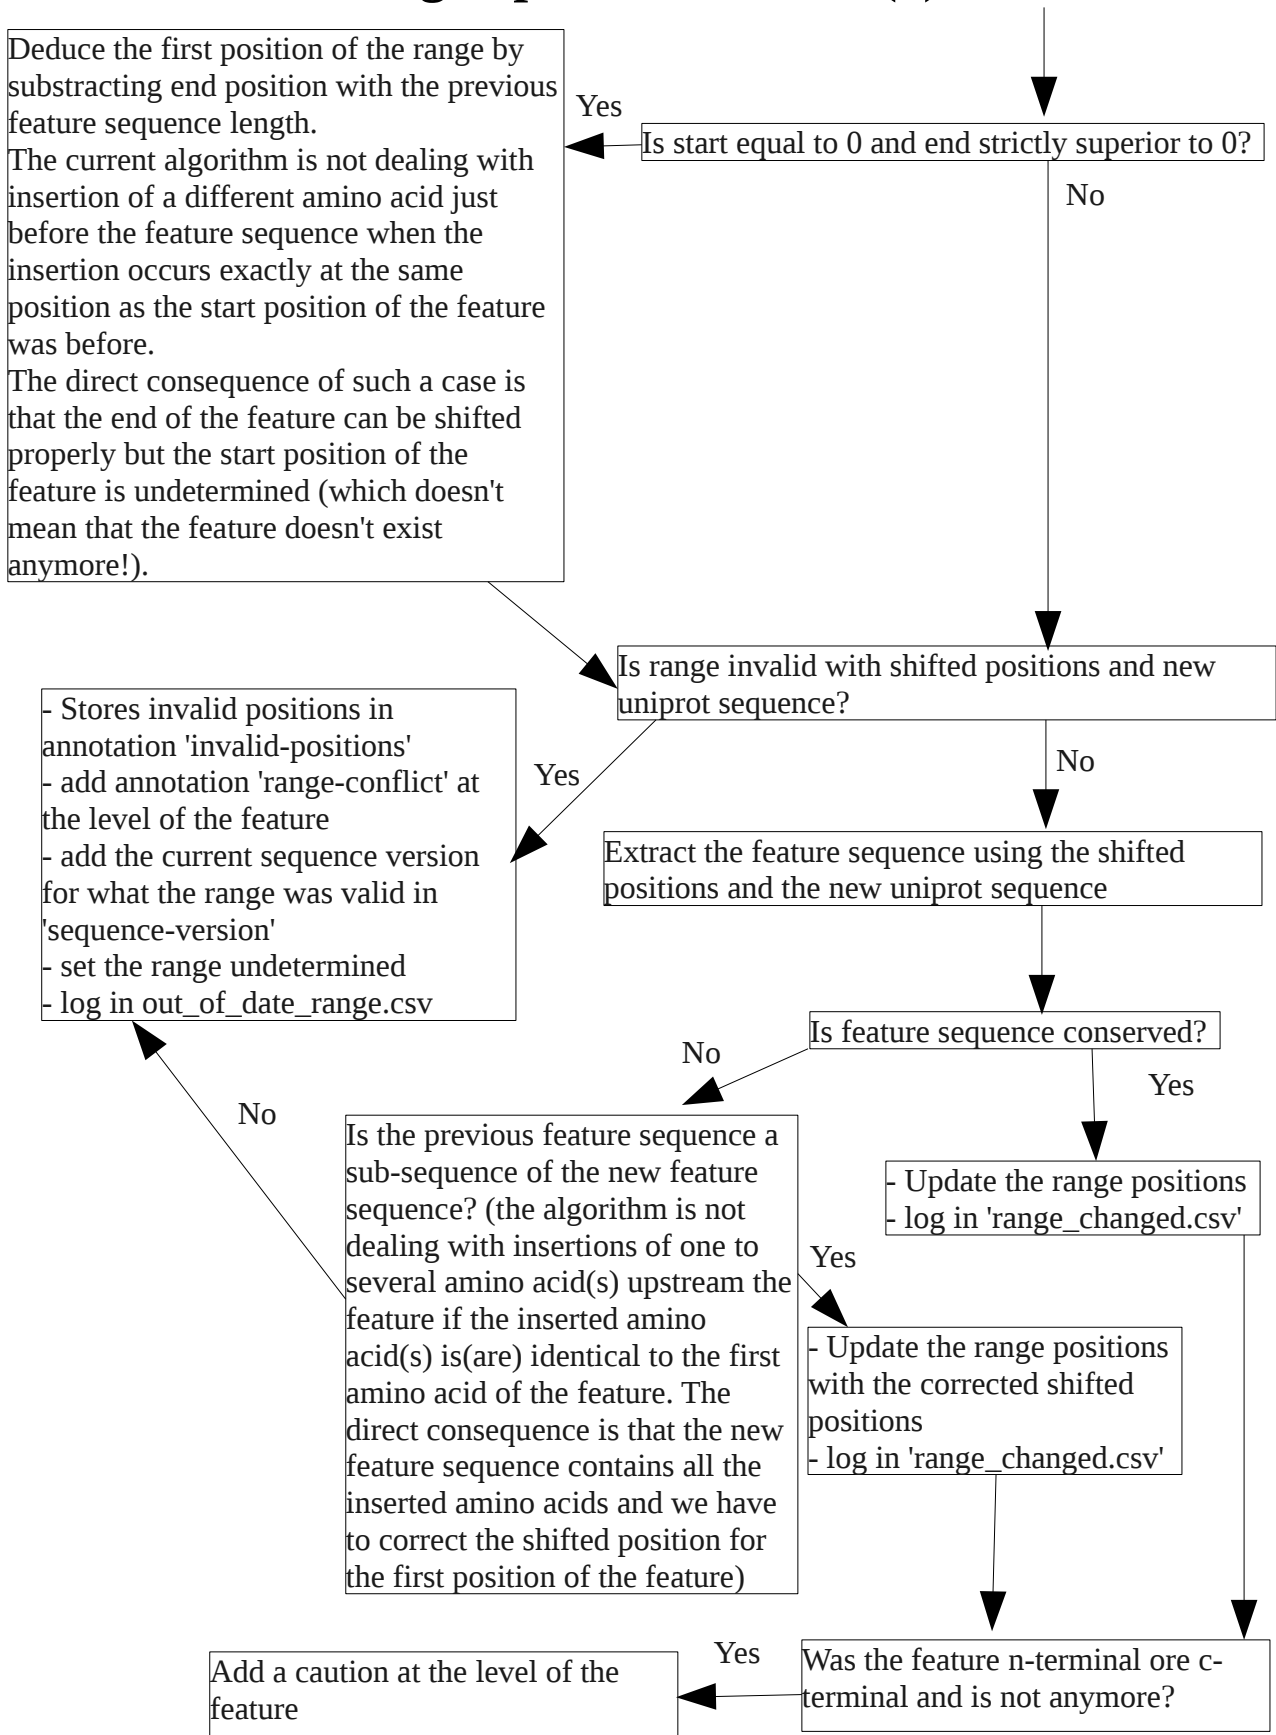 Deduce the first position of the range by
substracting end position with the previous
feature sequence length.
The current algorithm is not dealing with
insertion of a different amino acid just
before the feature sequence when the
insertion occurs exactly at the same
position as the start position of the feature
was before.
The direct consequence of such a case is
that the end of the feature can be shifted
properly but the start position of the
feature is undetermined (which doesn't
mean that the feature doesn't exist
anymore!).
Yes
Is start equal to 0 and end strictly superior to 0?
No
Is range invalid with shifted positions and new
uniprot sequence?
- Stores invalid positions in
annotation 'invalid-positions'
- add annotation 'range-conflict' at
the level of the feature
- add the current sequence version
for what the range was valid in
'sequence-version'
- set the range undetermined
- log in out_of_date_range.csv
Yes
No
Extract the feature sequence using the shifted
positions and the new uniprot sequence
Is feature sequence conserved?
No
Yes
No
Is the previous feature sequence a
sub-sequence of the new feature
sequence? (the algorithm is not
dealing with insertions of one to
several amino acid(s) upstream the
feature if the inserted amino
acid(s) is(are) identical to the first
amino acid of the feature. The
direct consequence is that the new
feature sequence contains all the
inserted amino acids and we have
to correct the shifted position for
the first position of the feature)
- Update the range positions
- log in 'range_changed.csv'
Yes
- Update the range positions
with the corrected shifted
positions
- log in 'range_changed.csv'
Was the feature n-terminal ore c-
terminal and is not anymore?
Yes
Add a caution at the level of the
feature